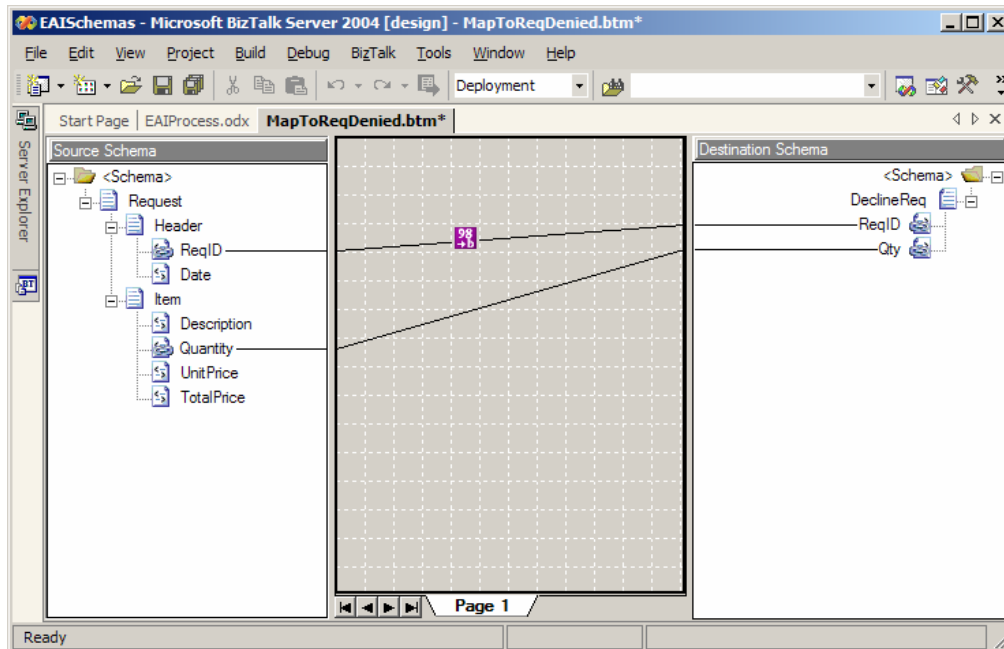 EAISchemas - Microsoft BizTalk Server 2004 [design] - MapToReqDenied.btm*
File Edit View Project Build Debug BizTalk Tools Window Help
Deployment
Start Page EAIProcess.odx MapToReqDenied.btm*
Server Explorer
Source Schema
<Schema>
Request
Header
ReqID
Date
Item
Description
Quantity
UnitPrice
TotalPrice
98
→b
Destination Schema
<Schema>
DeclineReq
ReqID
Qty
Page 1
Ready